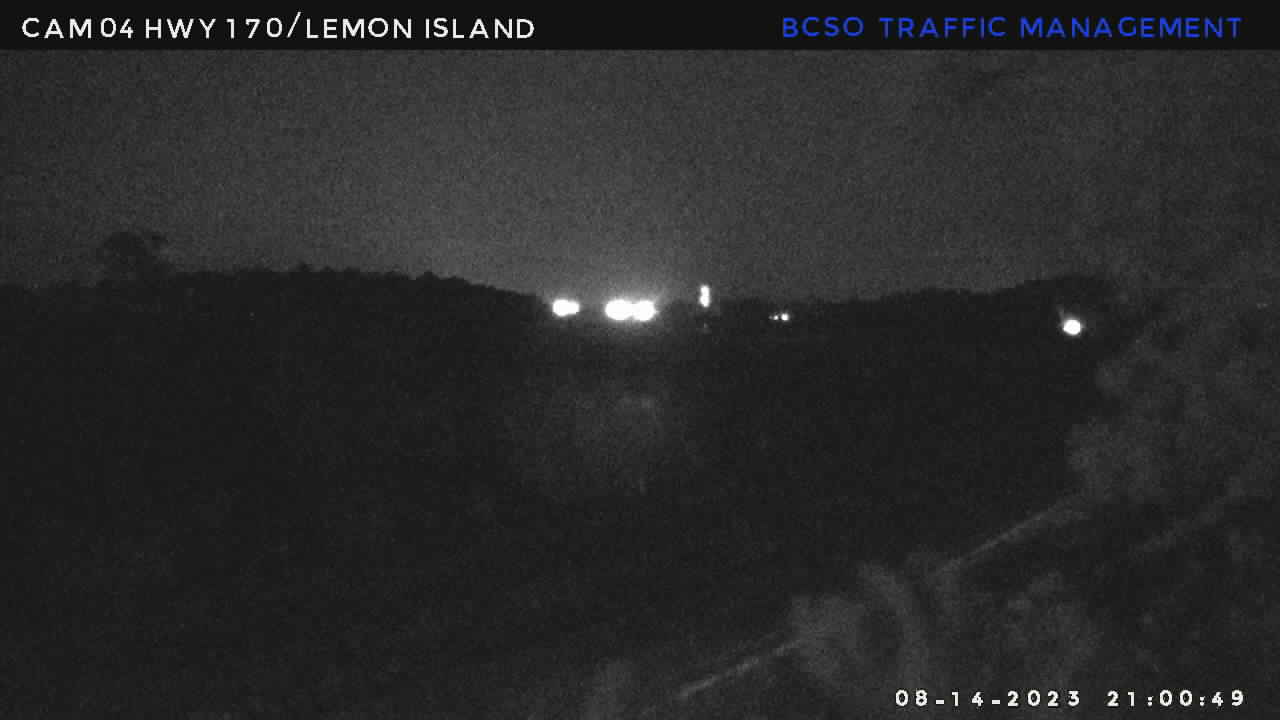 CAM04 HWY 170/LEMON ISLAND
BCSO TRAFFIC MANAGEMENT
08-14-2023 21:00:49